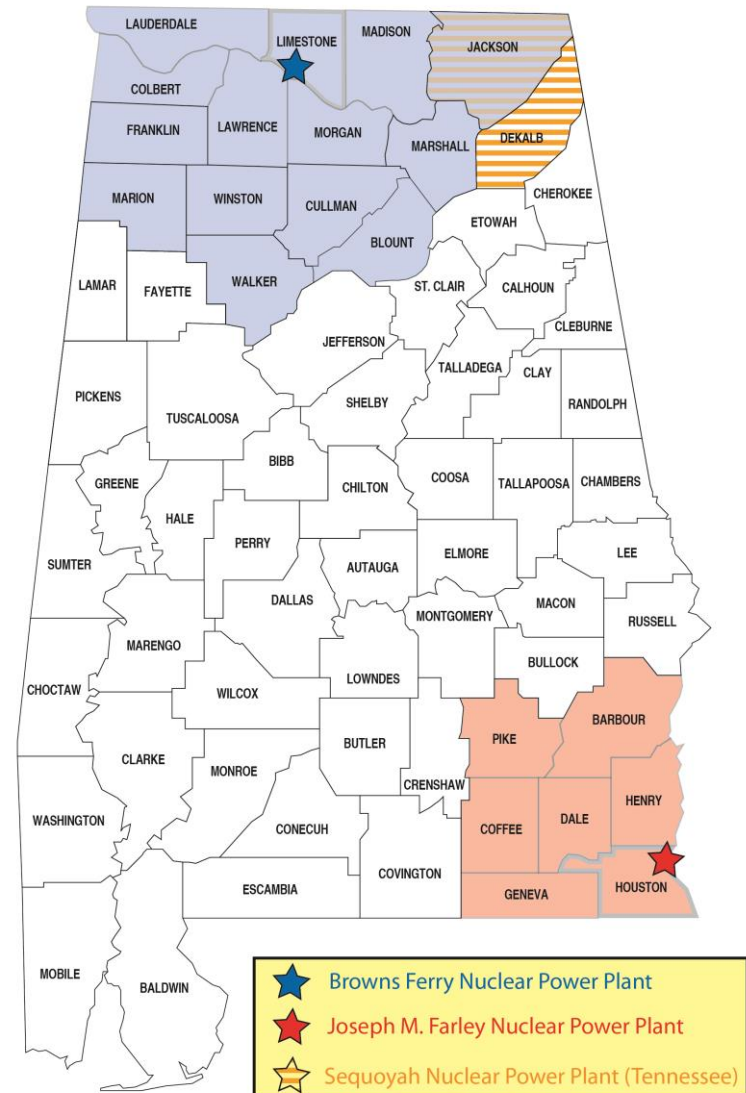 LAUDERDALE
LIMESTONE
MADISON
JACKSON
COLBERT
FRANKLIN
LAWRENCE
MORGAN
MARSHALL
DEKALB
CHEROKEE
MARION
WINSTON
CULLMAN
ETOWAH
BLOUNT
LAMAR
FAYETTE
WALKER
ST. CLAIR
CALHOUN
CLEBURNE
JEFFERSON
TALLADEGA
CLAY
PICKENS
TUSCALOOSA
SHELBY
RANDOLPH
BIBB
GREENE
HALE
CHILTON
COOSA
TALLAPOOSA
CHAMBERS
PERRY
SUMTER
AUTAUGA
ELMORE
LEE
DALLAS
MONTGOMERY
MACON
RUSSELL
MARENGO
BULLOCK
LOWNDES
CHOCTAW
WILCOX
PIKE
BARBOUR
BUTLER
CLARKE
MONROE
CRENSHAW
HENRY
WASHINGTON
CONECUH
COFFEE
DALE
COVINGTON
ESCAMBIA
GENEVA
HOUSTON
MOBILE
BALDWIN
Browns Ferry Nuclear Power Plant
Joseph M. Farley Nuclear Power Plant
Sequoyah Nuclear Power Plant (Tennessee)